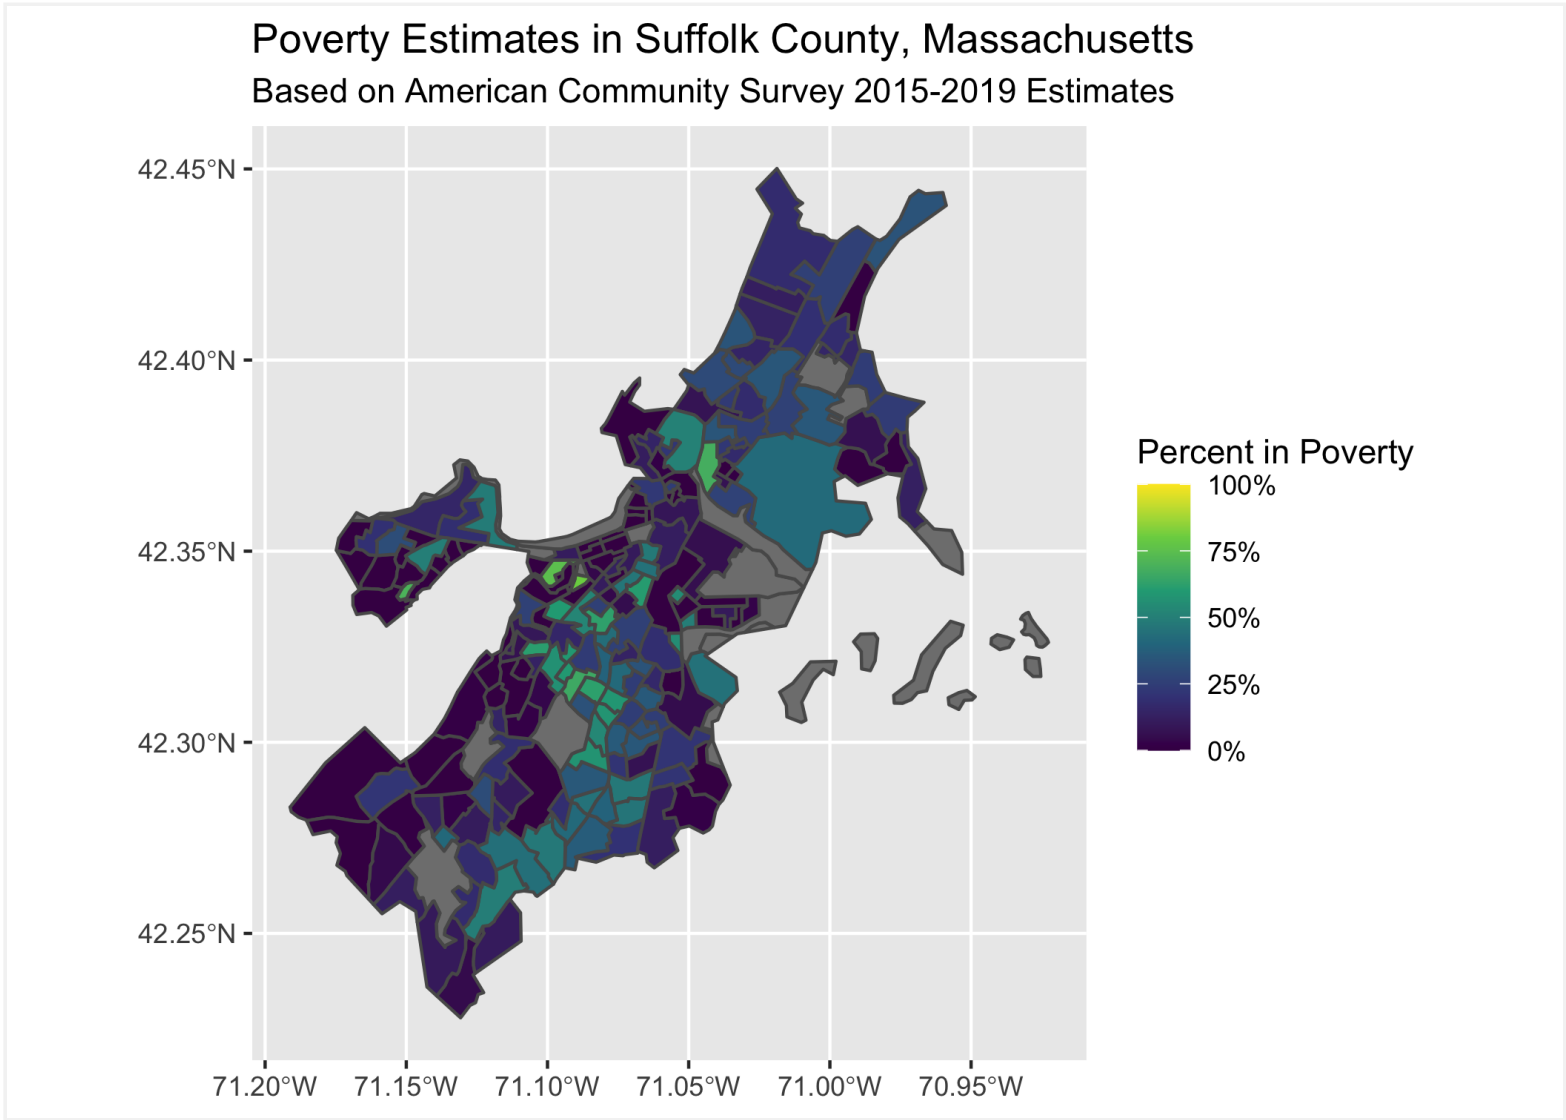 Poverty Estimates in Suffolk County, Massachusetts
Based on American Community Survey 2015-2019 Estimates
42.45°N
42.40°N
42.35°N
42.30°N
42.25°N
71.20°W 71.15°W 71.10°W 71.05°W 71.00°W 70.95°W
Percent in Poverty
100%
75%
50%
25%
0%